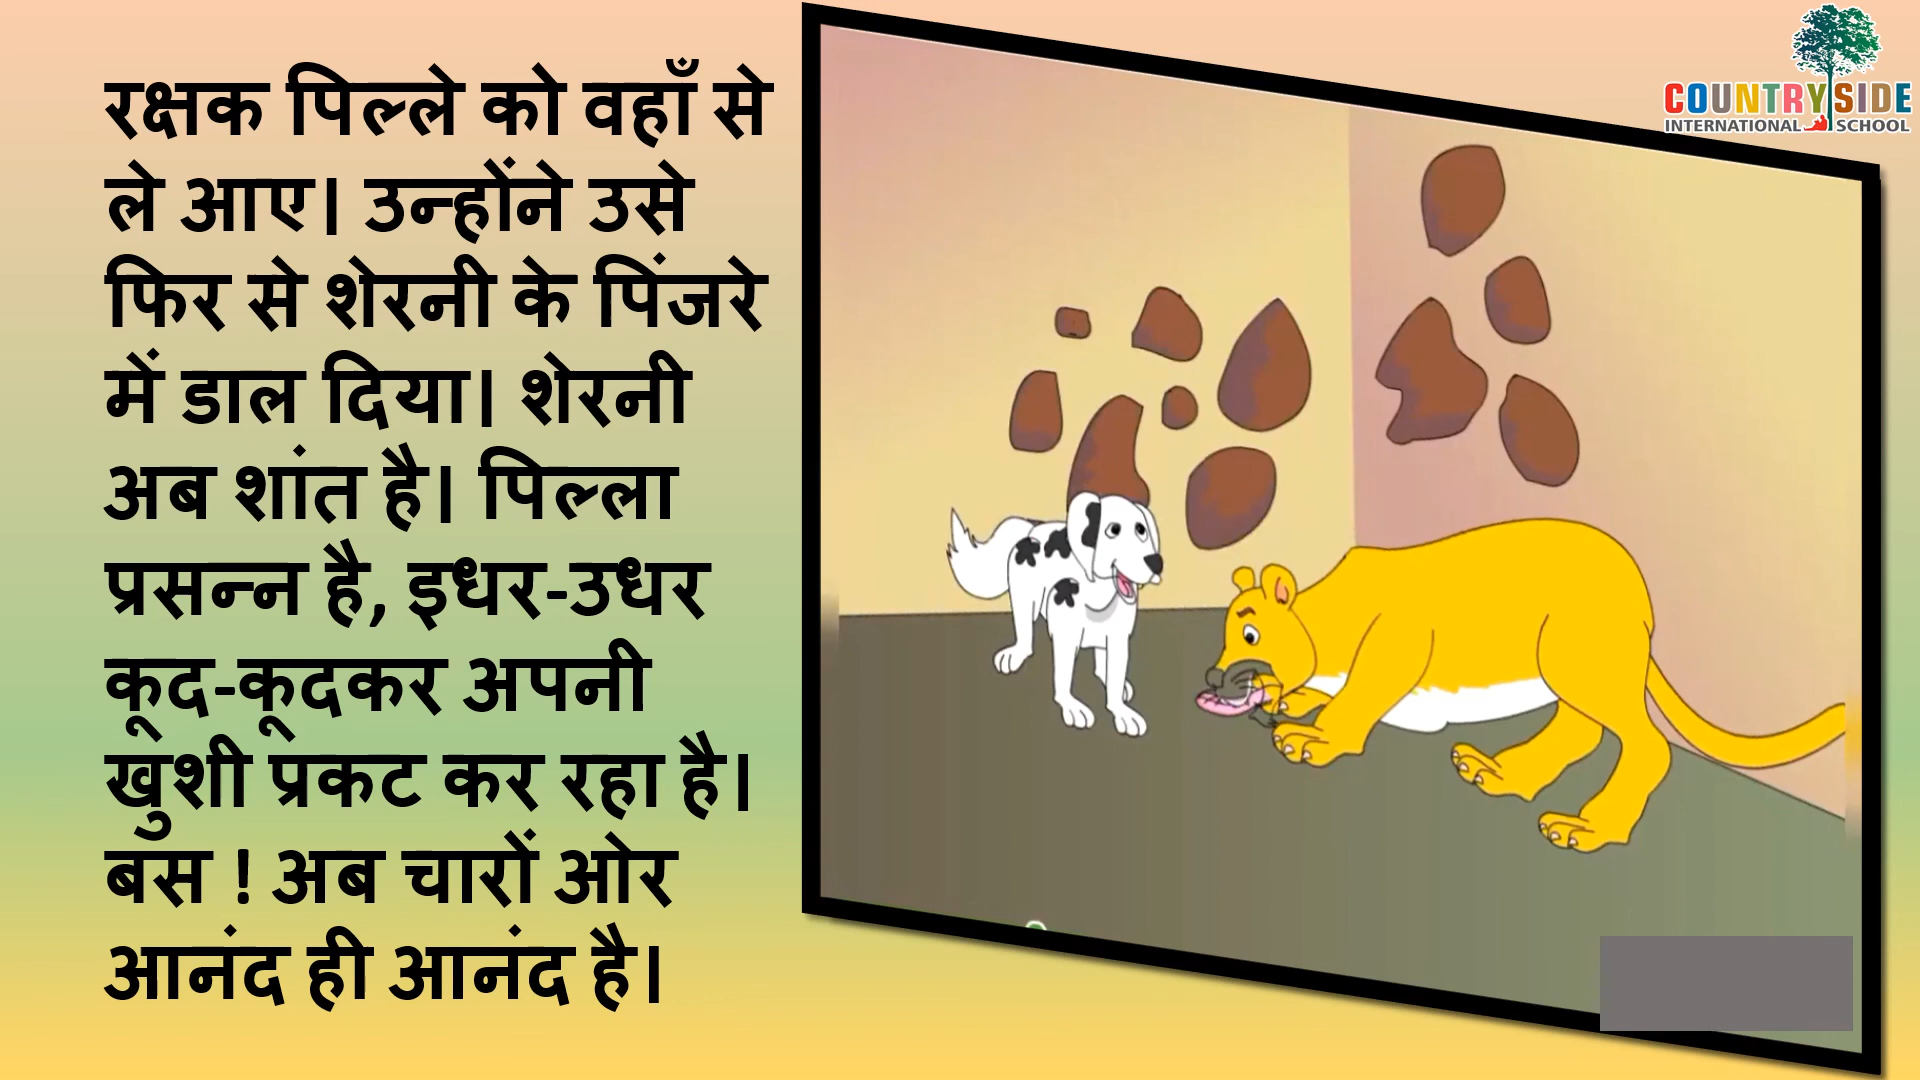 रक्षक पिल्ले को वहाँ से
ले आए। उन्होंने उसे
फिर से शेरनी के पिंजरे
में डाल दिया। शेरनी
अब शांत है। पिल्ला
प्रसन्न है, इधर-उधर
कूद-कूदकर अपनी
खुशी प्रकट कर रहा है।
बस ! अब चारों ओर
आनंद ही आनंद है।
COUNTRYSIDE
INTERNATIONAL SCHOOL